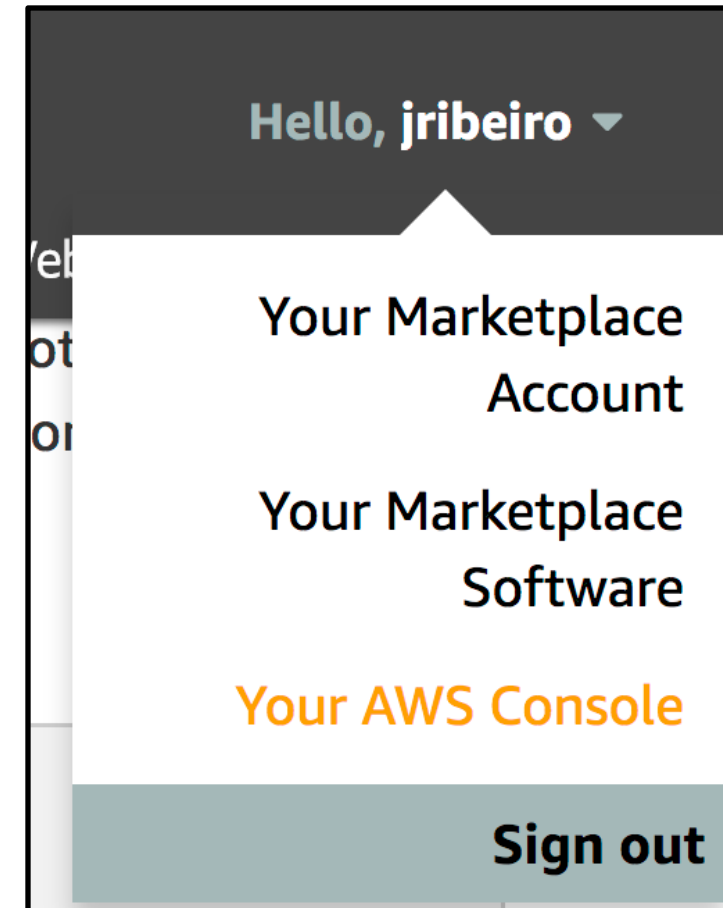 Hello, jribeiro
Your Marketplace
Account
Your Marketplace
Software
Your AWS Console
Sign out